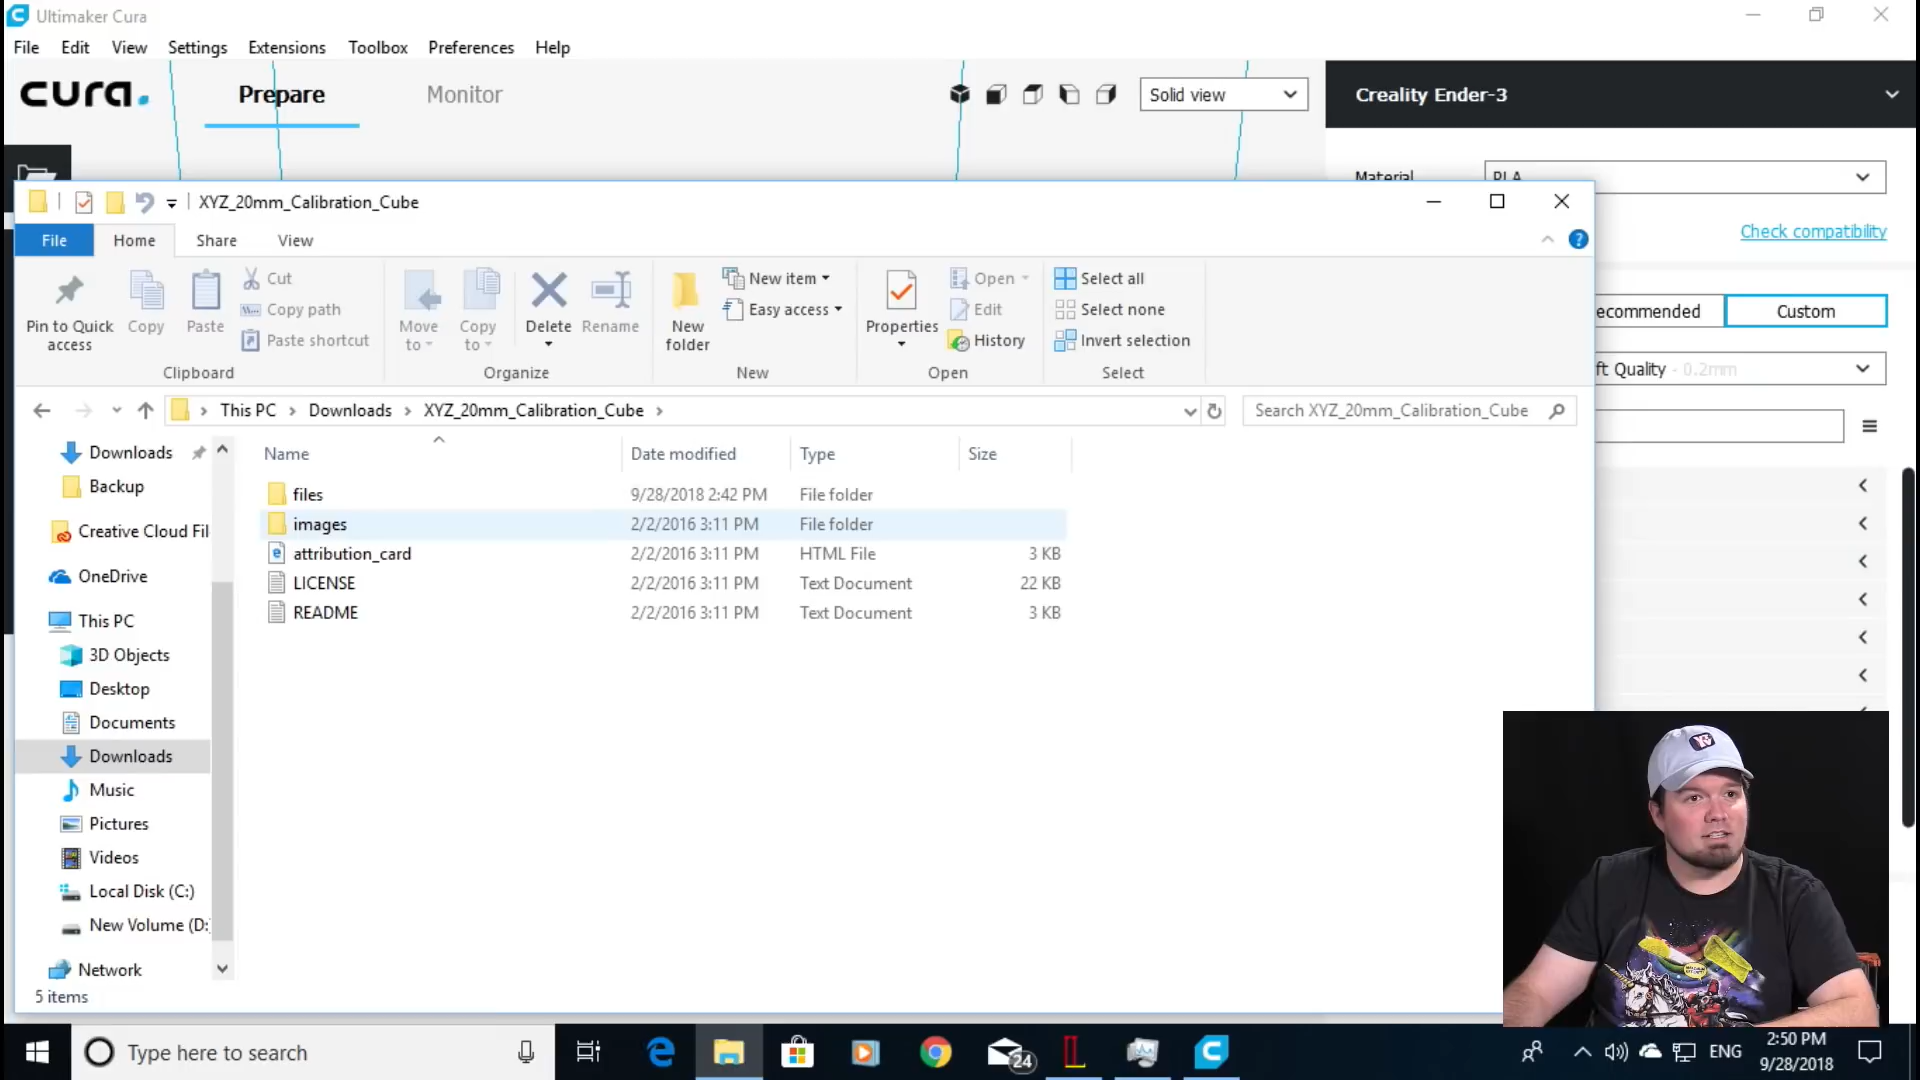 Ultimaker Cura
File Edit View Settings Extensions Toolbox Preferences Help
cura.
Prepare
Monitor
Solid view
Creality Ender-3
Material
PLA
XYZ_20mm_Calibration_Cube
Check compatibility
File Home Share View
Pin to Quick access
Copy
Paste
Cut
Copy path
Paste shortcut
Clipboard
Move to
Copy to
Delete
Rename
Organize
New folder
New item
Easy access
New
Properties
Open
Edit
History
Open
Select all
Select none
Invert selection
Select
ecommended
Custom
ft Quality - 0.2mm
This PC > Downloads > XYZ_20mm_Calibration_Cube >
Search XYZ_20mm_Calibration_Cube
Downloads
Backup
Creative Cloud Fil
OneDrive
This PC
3D Objects
Desktop
Documents
Downloads
Music
Pictures
Videos
Local Disk (C:)
New Volume (D:
Network
Name Date modified Type Size
files 9/28/2018 2:42 PM File folder
images 2/2/2016 3:11 PM File folder
attribution_card 2/2/2016 3:11 PM HTML File 3 KB
LICENSE 2/2/2016 3:11 PM Text Document 22 KB
README 2/2/2016 3:11 PM Text Document 3 KB
5 items
Type here to search
24
ENG
2:50 PM
9/28/2018